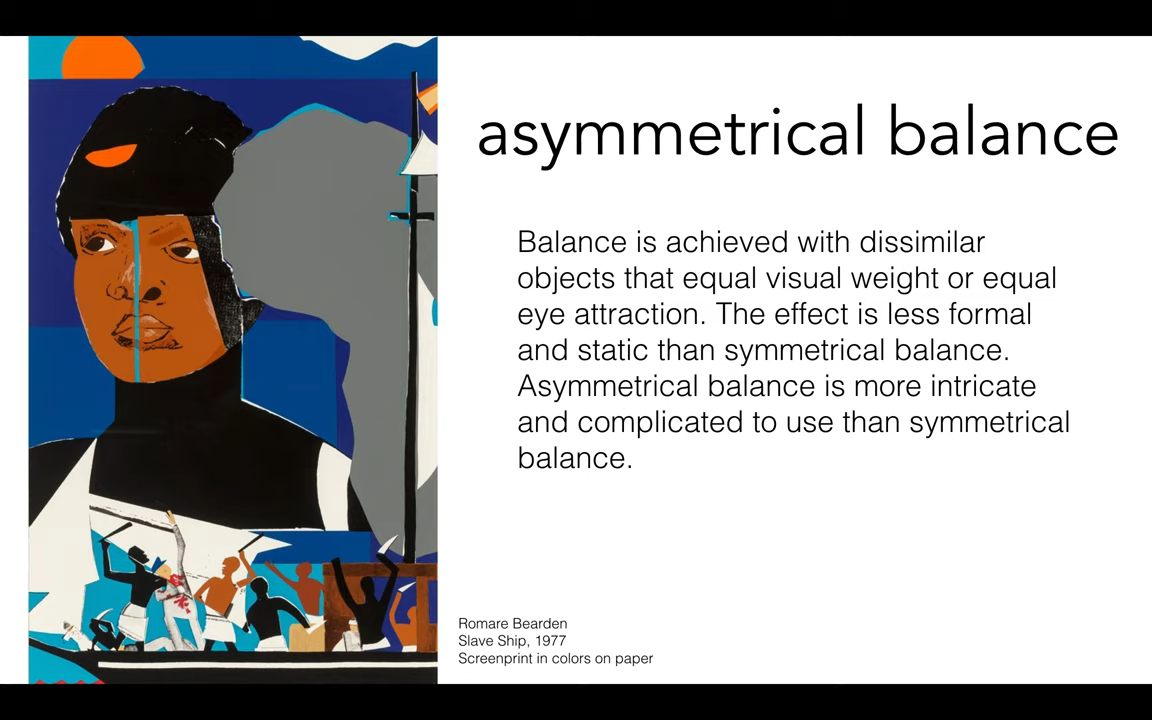 asymmetrical balance
Balance is achieved with dissimilar
objects that equal visual weight or equal
eye attraction. The effect is less formal
and static than symmetrical balance.
Asymmetrical balance is more intricate
and complicated to use than symmetrical
balance.
Romare Bearden
Slave Ship, 1977
Screenprint in colors on paper